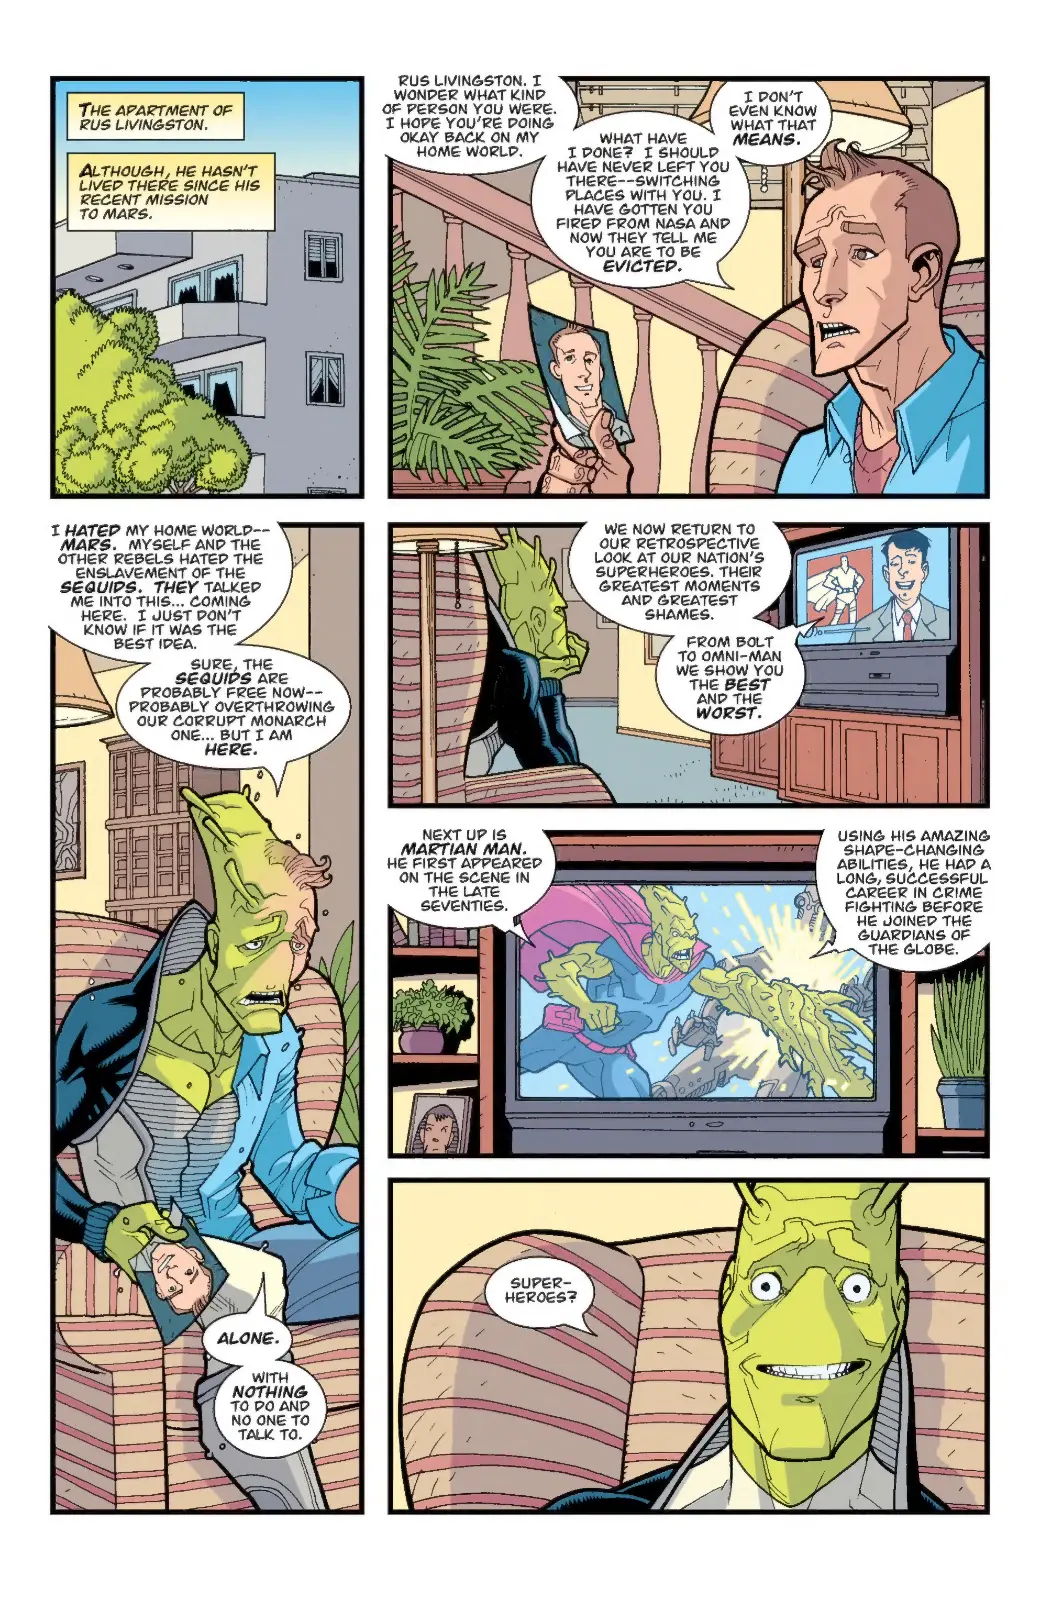 THE APARTMENT OF
RUS LIVINGSTON.
ALTHOUGH, HE HASN'T
LIVED THERE SINCE HIS
RECENT MISSION
TO MARS.
RUS LIVINGSTON. I
WONDER WHAT KIND
OF PERSON YOU WERE.
I HOPE YOU'RE DOING
OKAY BACK ON MY
HOME WORLD.
WHAT HAVE
I DONE? I SHOULD
HAVE NEVER LEFT YOU
THERE--SWITCHING
PLACES WITH YOU. I
HAVE GOTTEN YOU
FIRED FROM NASA AND
NOW THEY TELL ME
YOU ARE TO BE
EVICTED.
I DON'T
EVEN KNOW
WHAT THAT
MEANS.
I HATED MY HOME WORLD--
MARS. MYSELF AND THE
OTHER REBELS HATED THE
ENSLAVEMENT OF THE
SEQUIDS. THEY TALKED
ME INTO THIS... COMING
HERE. I JUST DON'T
KNOW IF IT WAS THE
BEST IDEA.
SURE, THE
SEQUIDS ARE
PROBABLY FREE NOW--
PROBABLY OVERTHROWING
OUR CORRUPT MONARCH
ONE... BUT I AM
HERE.
ALONE.
WITH
NOTHING
TO DO AND
NO ONE TO
TALK TO.
WE NOW RETURN TO
OUR RETROSPECTIVE
LOOK AT OUR NATION'S
SUPERHEROES. THEIR
GREATEST MOMENTS
AND GREATEST
SHAMES.
FROM BOLT
TO OMNI-MAN
WE SHOW YOU
THE BEST
AND THE
WORST.
NEXT UP IS
MARTIAN MAN.
HE FIRST APPEARED
ON THE SCENE IN
THE LATE
SEVENTIES.
USING HIS AMAZING
SHAPE-CHANGING
ABILITIES, HE HAD A
LONG, SUCCESSFUL
CAREER IN CRIME
FIGHTING BEFORE
HE JOINED THE
GUARDIANS OF
THE GLOBE.
SUPER-
HEROES?